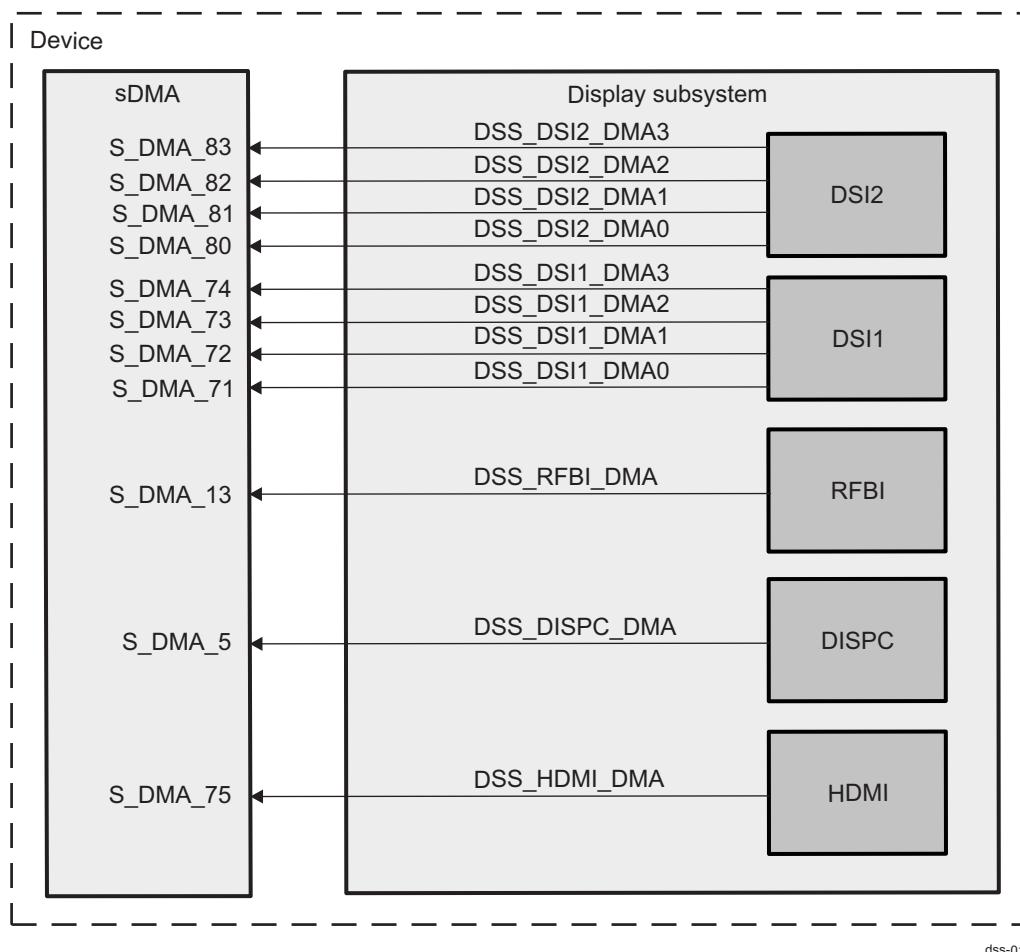 Device
sDMA
Display subsystem
S_DMA_83
DSS_DSI2_DMA3
S_DMA_82
DSS_DSI2_DMA2
S_DMA_81
DSS_DSI2_DMA1
S_DMA_80
DSS_DSI2_DMA0
DSI2
S_DMA_74
DSS_DSI1_DMA3
S_DMA_73
DSS_DSI1_DMA2
S_DMA_72
DSS_DSI1_DMA1
S_DMA_71
DSS_DSI1_DMA0
DSI1
S_DMA_13
DSS_RFBI_DMA
RFBI
S_DMA_5
DSS_DISPC_DMA
DISPC
S_DMA_75
DSS_HDMI_DMA
HDMI